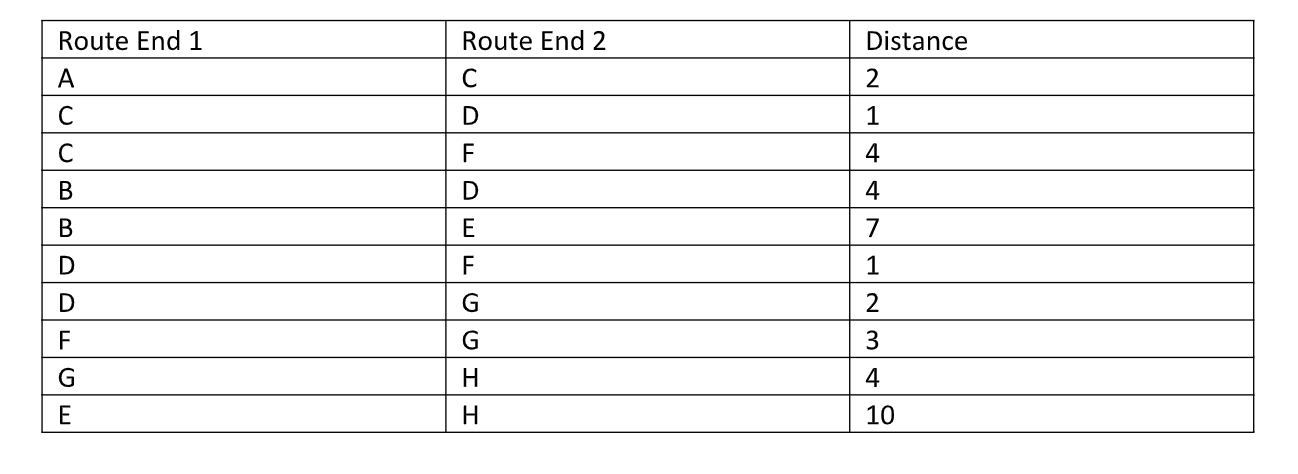 Route End 1 Route End 2 Distance
A C 2
C D 1
C F 4
B D 4
B E 7
D F 1
D G 2
F G 3
G H 4
E H 10